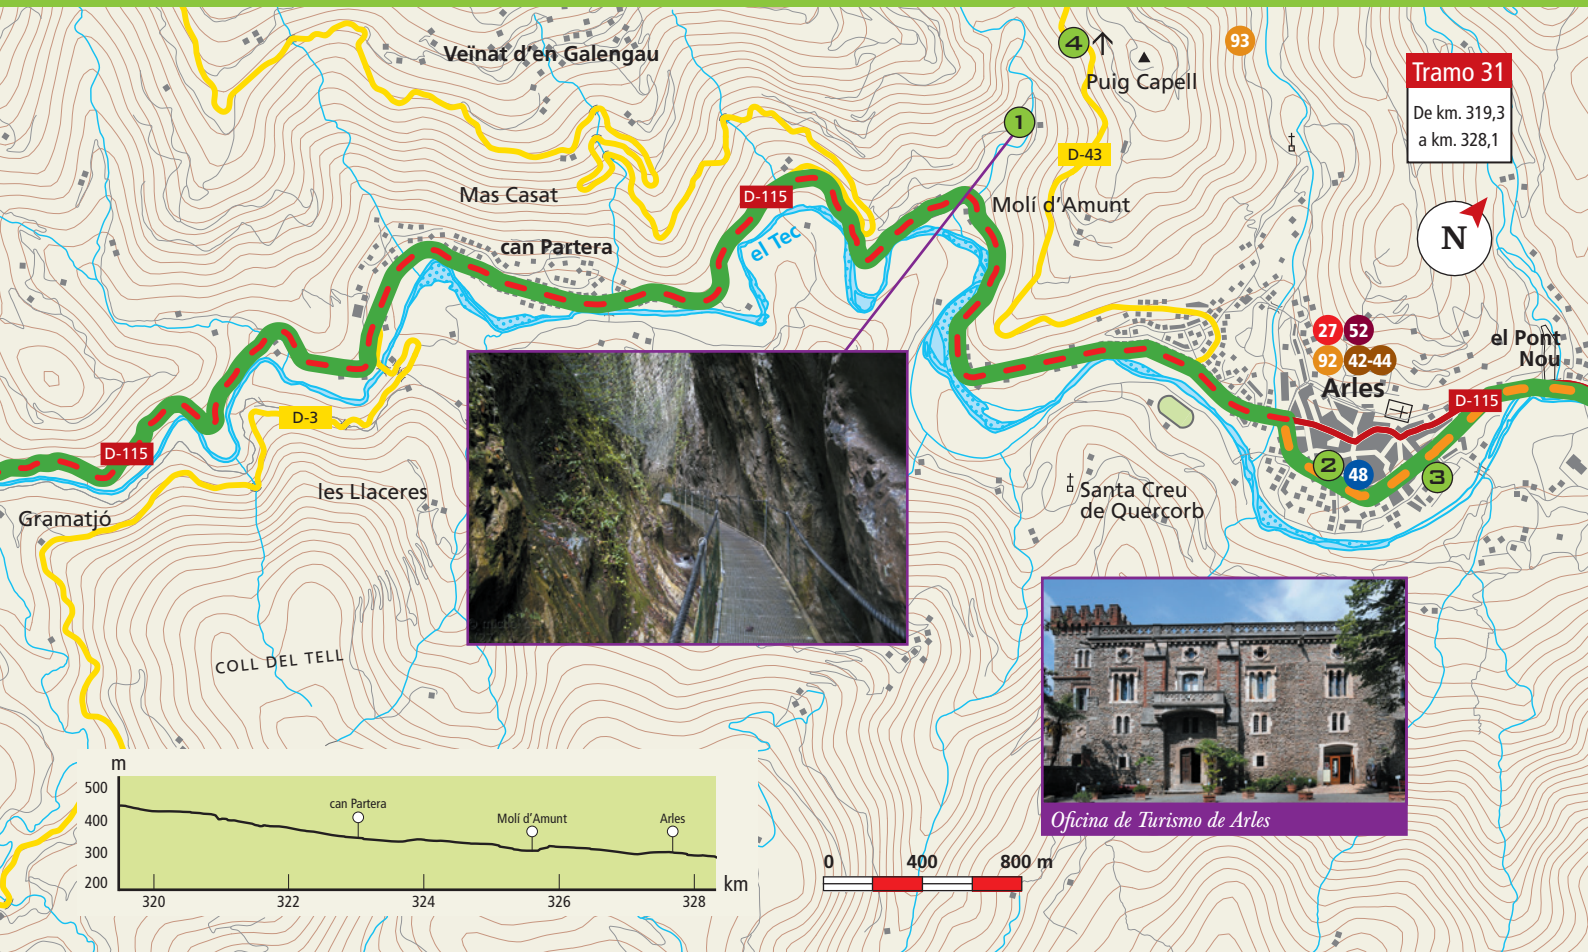 Veïnat d'en Galengau
4
Puig Capell
93
Tramo 31
De km. 319,3
a km. 328,1
1
D-43
Mas Casat
D-115
Molí d'Amunt
can Partera
el Tec
N
27
52
92
42-44
Arles
el Pont
Nou
D-115
D-3
D-115
2
48
3
les Llaceres
Santa Creu
de Quercorb
Gramatjó
COLL DEL TELL
m
500
400
300
200
can Partera
Molí d'Amunt
Arles
km
320
322
324
326
328
0
400
800 m
Oficina de Turismo de Arles